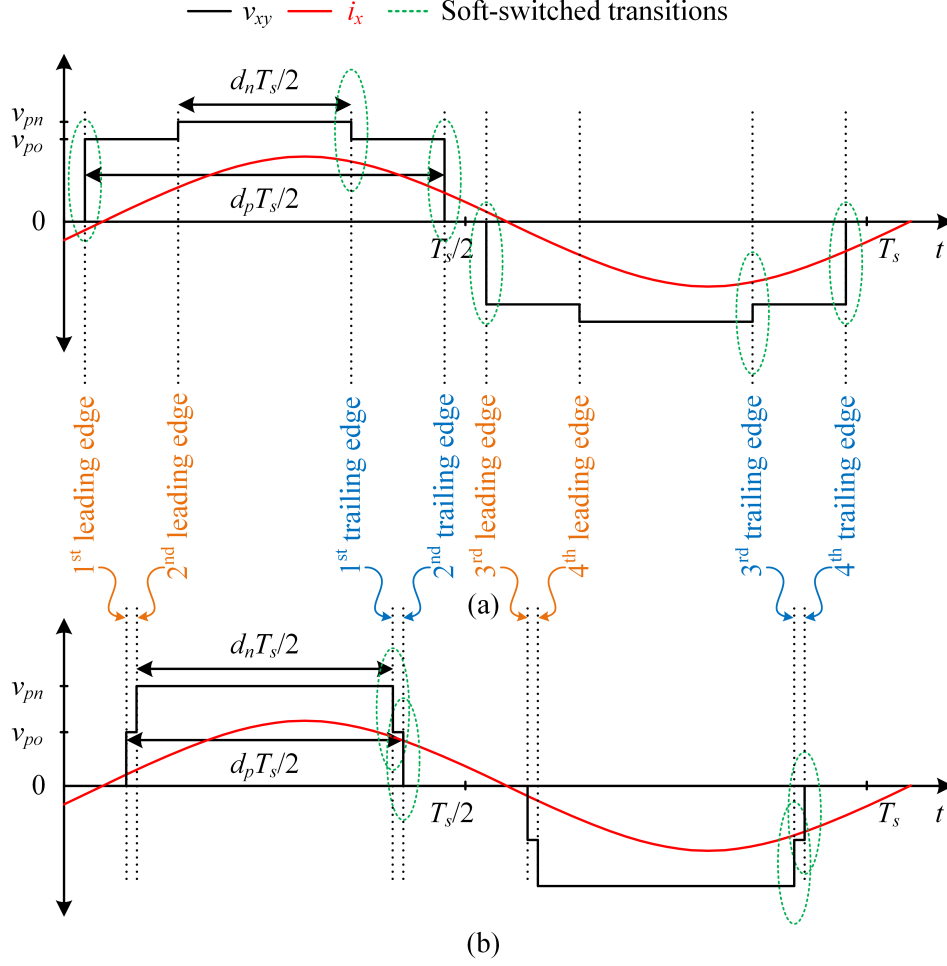 v_xy i_x Soft-switched transitions
d_nT_s/2
v_pn
v_po
d_pT_s/2
0
T_s/2
T_s
t
1st leading edge
2nd leading edge
1st trailing edge
2nd trailing edge
3rd leading edge
4th leading edge
3rd trailing edge
4th trailing edge
(a)
d_nT_s/2
v_pn
v_po
d_pT_s/2
0
T_s/2
T_s
t
(b)